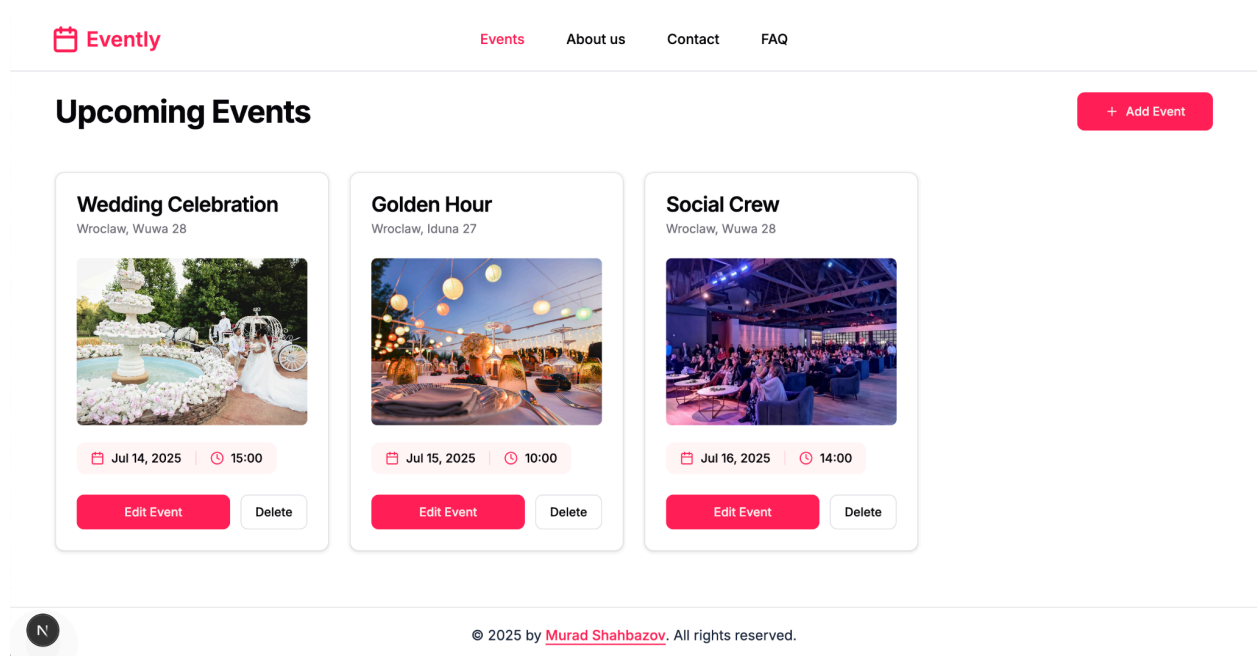 Evently
Events About us Contact FAQ
Upcoming Events
+ Add Event
Wedding Celebration
Wroclaw, Wuwa 28
Jul 14, 2025 15:00
Edit Event Delete
Golden Hour
Wroclaw, Iduna 27
Jul 15, 2025 10:00
Edit Event Delete
Social Crew
Wroclaw, Wuwa 28
Jul 16, 2025 14:00
Edit Event Delete
N
© 2025 by Murad Shahbazov. All rights reserved.